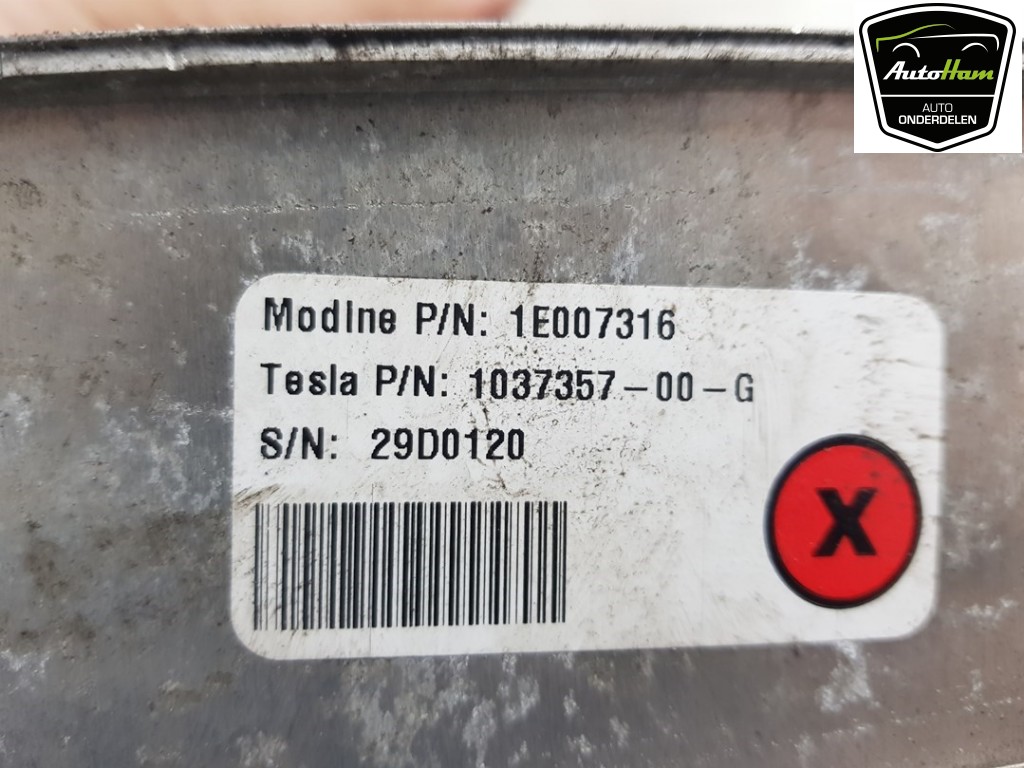 AutoHam
AUTO
ONDERDELEN
Modine P/N: 1E007316
Tesla P/N: 1037357-00-G
S/N: 29D0120
X